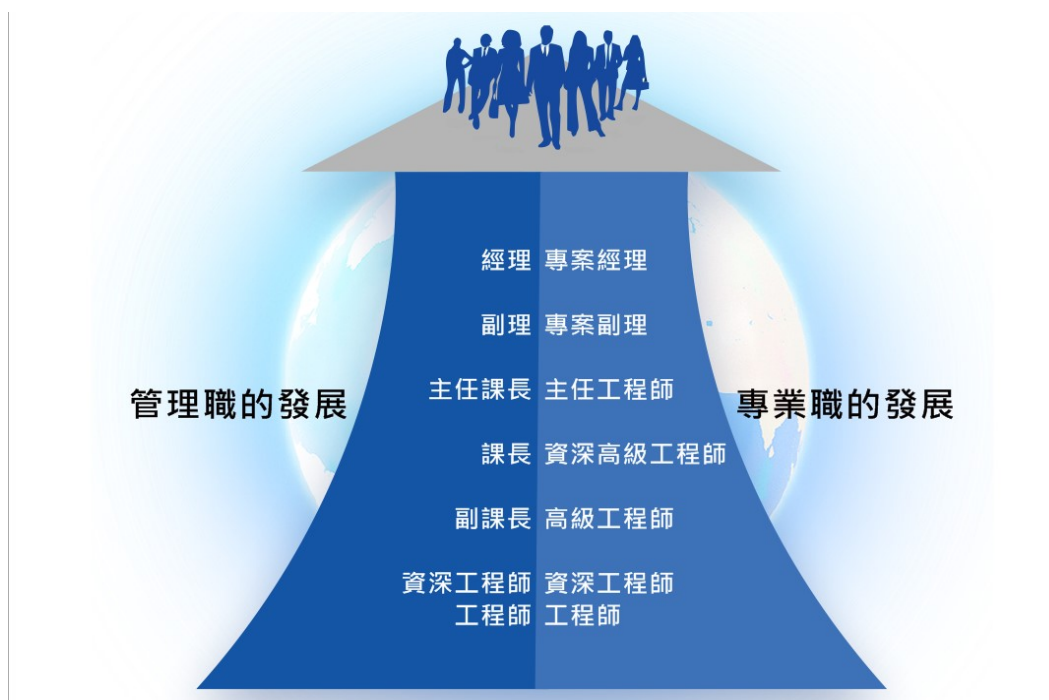 經理 專案經理
副理 專案副理
主任課長 主任工程師
管理職的發展
專業職的發展
課長 資深高級工程師
副課長 高級工程師
資深工程師 資深工程師
工程師 工程師